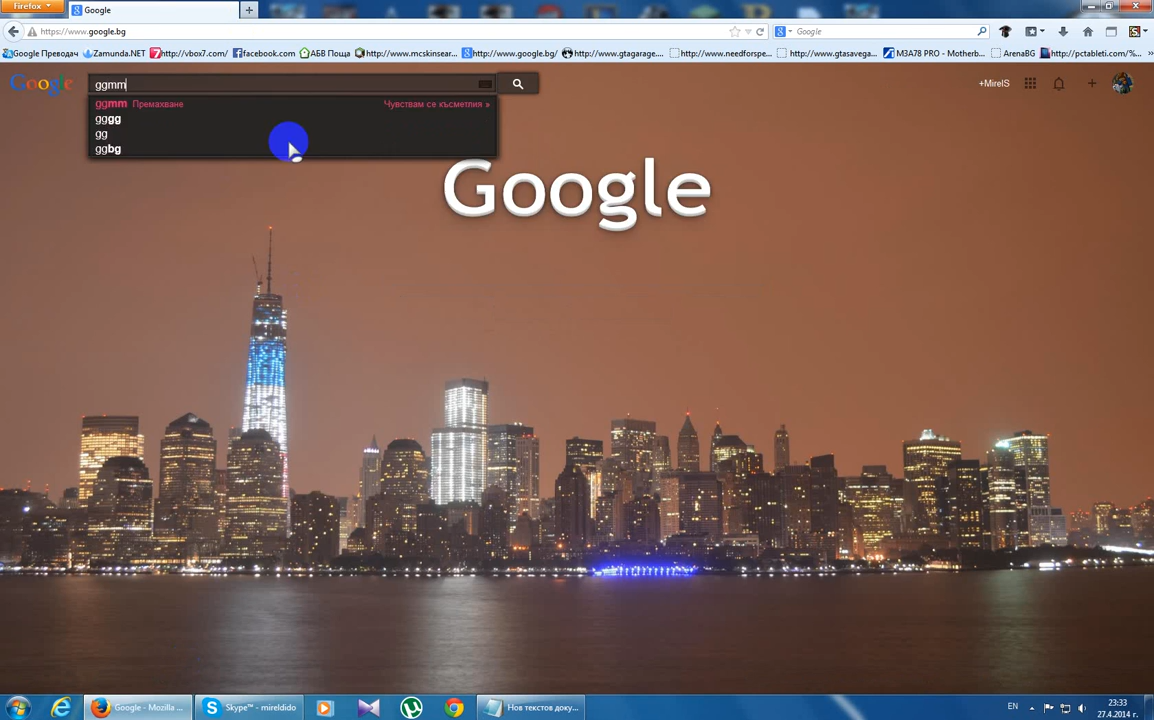 Firefox
Google
https://www.google.bg
Google
Google Преводач
Zamunda.NET
http://vbox7.com/
facebook.com
АБВ Поща
http://www.mcskinsear...
http://www.google.bg/
http://www.gtagarage....
http://www.needforspe...
http://www.gtasavega...
M3A78 PRO - Motherb...
ArenaBG
http://pctableti.com/%...
Google
ggmm
+MirelS
ggmm Премахване
Чувствам се късметлия »
gggg
gg
ggbg
Google
Google - Mozilla ...
Skype™ - mireldido
Нов текстов доку...
EN
23:33
27.4.2014 г.